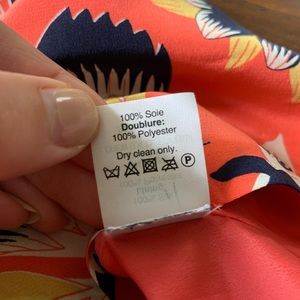 100% Soie
Doublure:
100% Polyester
Dry clean only.
P